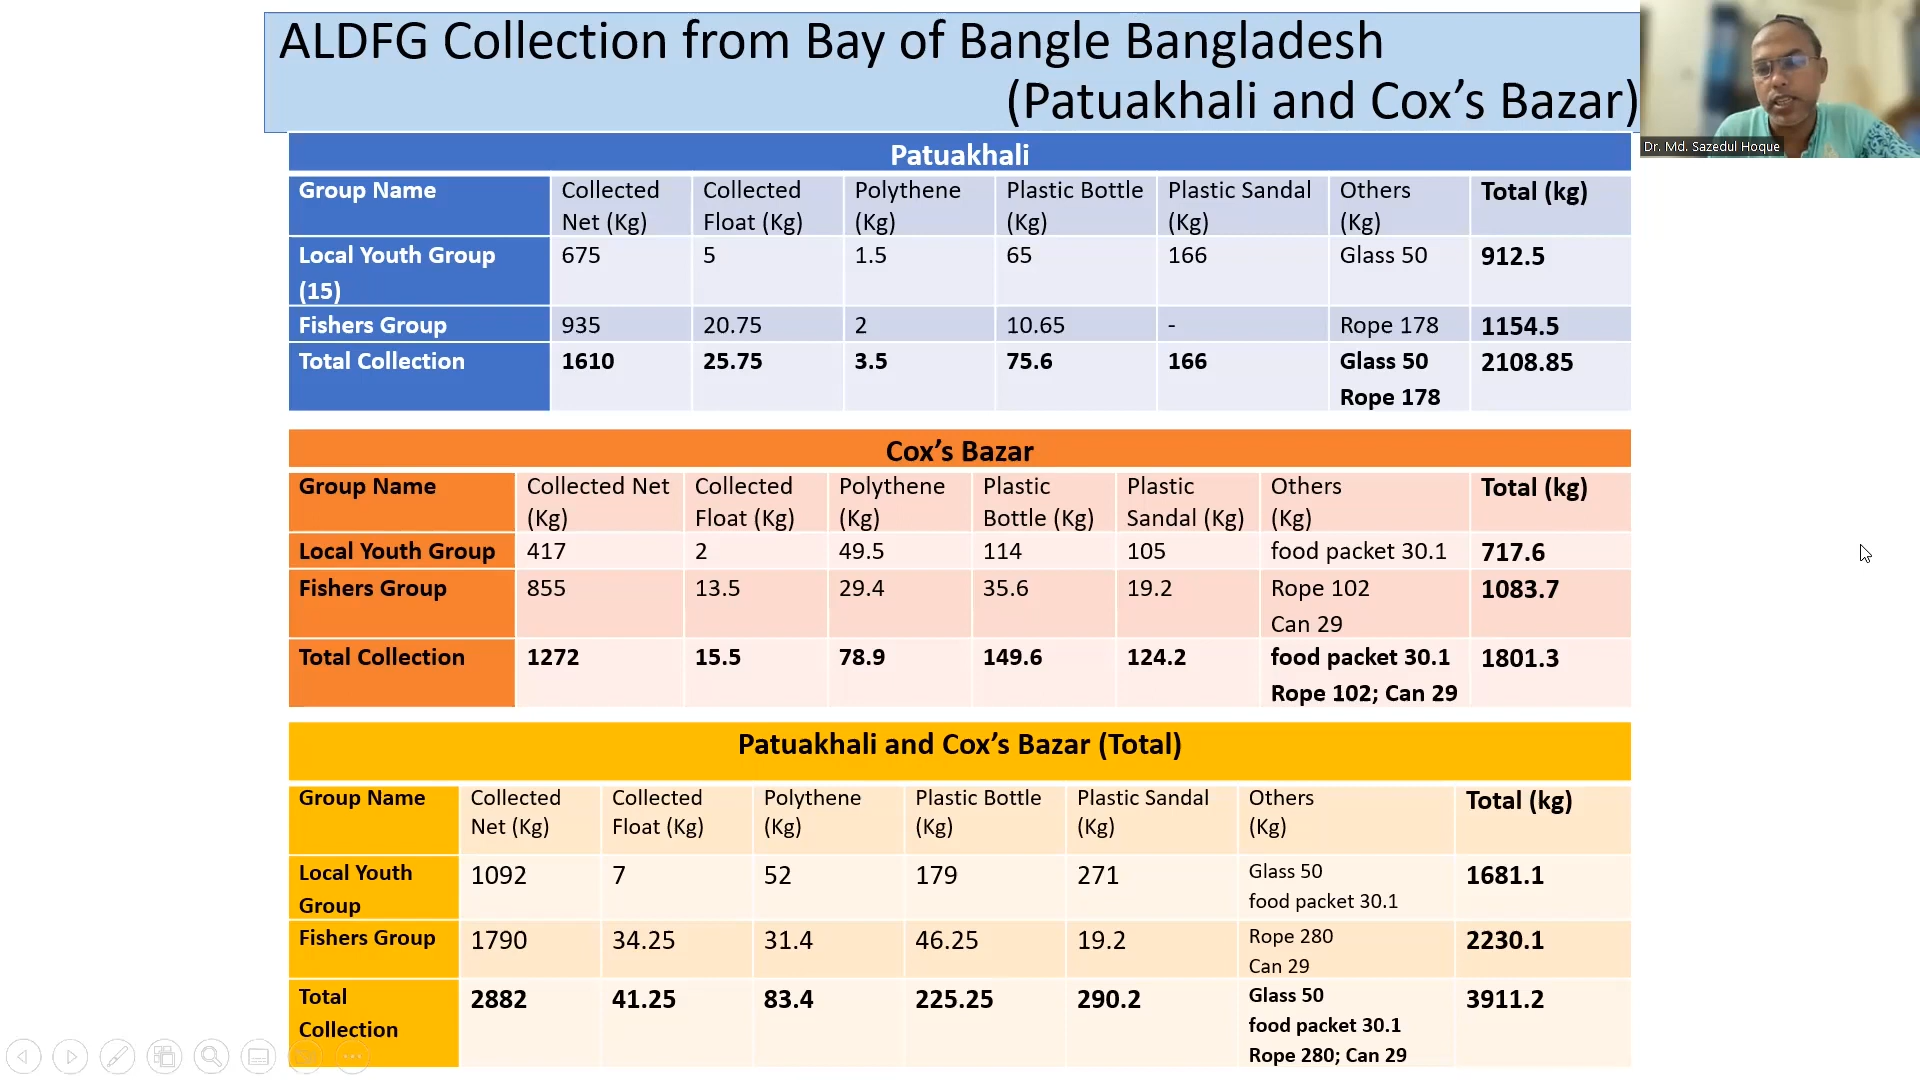 ALDFG Collection from Bay of Bangle Bangladesh
(Patuakhali and Cox's Bazar)
Dr. Md. Sazedul Hoque
Patuakhali
Group Name Collected Net (Kg) Collected Float (Kg) Polythene (Kg) Plastic Bottle (Kg) Plastic Sandal (Kg) Others (Kg) Total (kg)
Local Youth Group (15) 675 5 1.5 65 166 Glass 50 912.5
Fishers Group 935 20.75 2 10.65 - Rope 178 1154.5
Total Collection 1610 25.75 3.5 75.6 166 Glass 50 Rope 178 2108.85
Cox's Bazar
Group Name Collected Net (Kg) Collected Float (Kg) Polythene (Kg) Plastic Bottle (Kg) Plastic Sandal (Kg) Others (Kg) Total (kg)
Local Youth Group 417 2 49.5 114 105 food packet 30.1 717.6
Fishers Group 855 13.5 29.4 35.6 19.2 Rope 102 Can 29 1083.7
Total Collection 1272 15.5 78.9 149.6 124.2 food packet 30.1 Rope 102; Can 29 1801.3
Patuakhali and Cox's Bazar (Total)
Group Name Collected Net (Kg) Collected Float (Kg) Polythene (Kg) Plastic Bottle (Kg) Plastic Sandal (Kg) Others (Kg) Total (kg)
Local Youth Group 1092 7 52 179 271 Glass 50 food packet 30.1 1681.1
Fishers Group 1790 34.25 31.4 46.25 19.2 Rope 280 Can 29 2230.1
Total Collection 2882 41.25 83.4 225.25 290.2 Glass 50 food packet 30.1 Rope 280; Can 29 3911.2